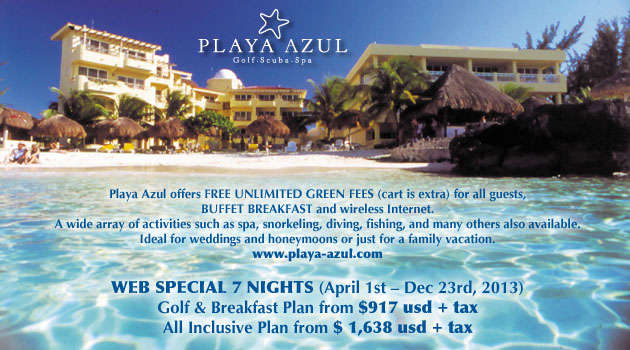 PLAYA AZUL
Golf-Scuba-Spa
Playa Azul offers FREE UNLIMITED GREEN FEES (cart is extra) for all guests,
BUFFET BREAKFAST and wireless Internet.
A wide array of activities such as spa, snorkeling, diving, fishing, and many others also available.
Ideal for weddings and honeymoons or just for a family vacation.
www.playa-azul.com
WEB SPECIAL 7 NIGHTS (April 1st – Dec 23rd, 2013)
Golf & Breakfast Plan from $917 usd + tax
All Inclusive Plan from $ 1,638 usd + tax